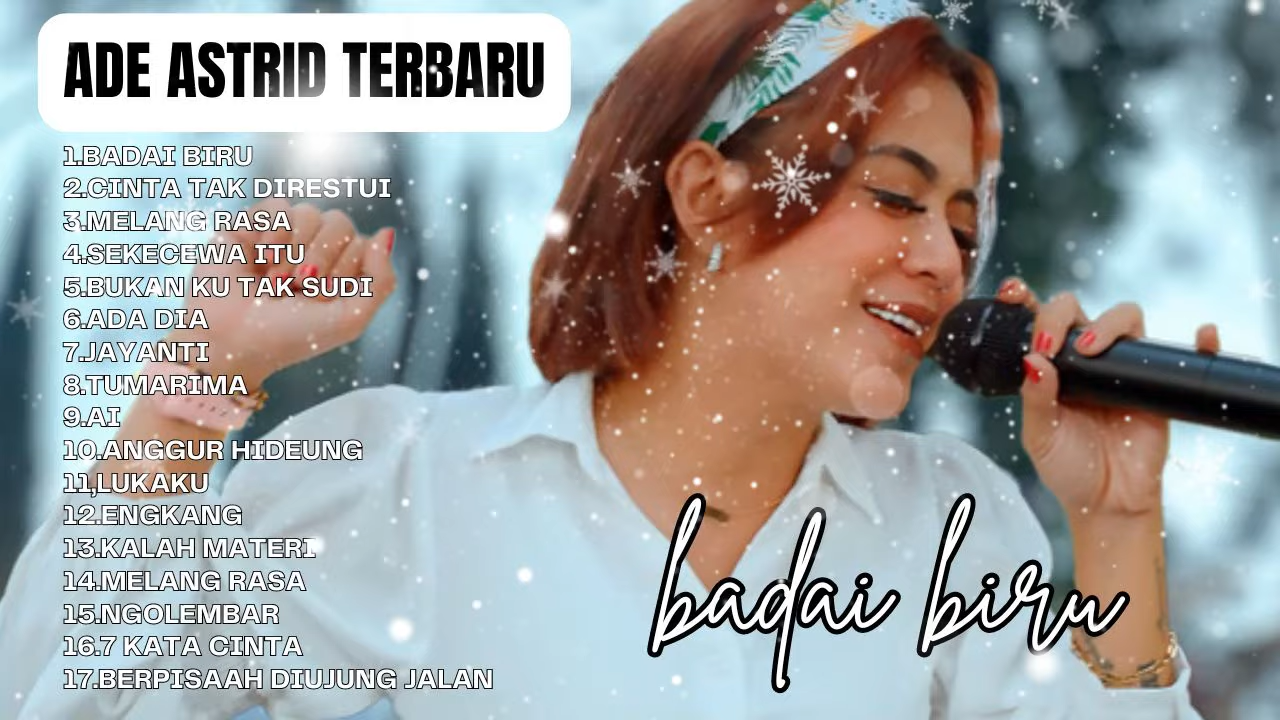 ADE ASTRID TERBARU
1.BADAI BIRU
2.CINTA TAK DIRESTUI
3.MELANG RASA
4.SEKECEWA ITU
5.BUKAN KU TAK SUDI
6.ADA DIA
7.JAYANTI
8.TUMARIMA
9.AI
10.ANGGUR HIDEUNG
11,LUKAKU
12.ENGKANG
13.KALAH MATERI
14.MELANG RASA
15.NGOLEMBAR
16.7 KATA CINTA
17.BERPISAAH DIUJUNG JALAN
badai biru